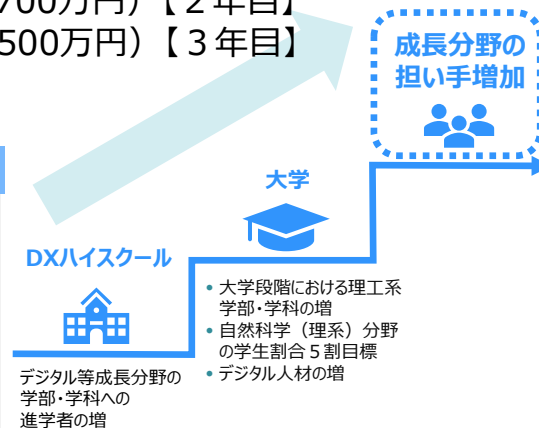 700万円）【２年目】
500万円）【３年目】
成長分野の
担い手増加
大学
DXハイスクール
• 大学段階における理工系
学部・学科の増
• 自然科学（理系）分野
の学生割合５割目標
• デジタル人材の増
デジタル等成長分野の
学部・学科への
進学者の増